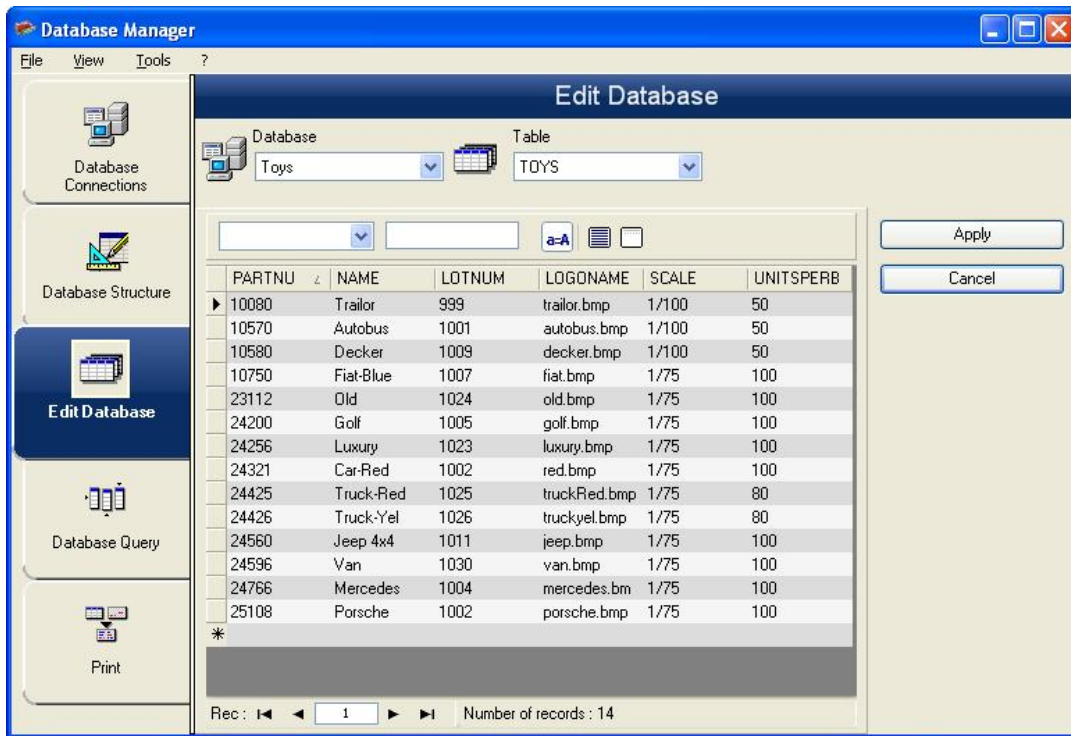 Database Manager
File View Tools ?
Edit Database
Database
Connections
Database Structure
Edit Database
Database Query
Print
Database Table
Toys TOYS
a=A
Apply
Cancel
PARTNU NAME LOTNUM LOGONAME SCALE UNITSPERB
10080 Trailor 999 trailor.bmp 1/100 50
10570 Autobus 1001 autobus.bmp 1/100 50
10580 Decker 1009 decker.bmp 1/100 50
10750 Fiat-Blue 1007 fiat.bmp 1/75 100
23112 Old 1024 old.bmp 1/75 100
24200 Golf 1005 golf.bmp 1/75 100
24256 Luxury 1023 luxury.bmp 1/75 100
24321 Car-Red 1002 red.bmp 1/75 100
24425 Truck-Red 1025 truckRed.bmp 1/75 80
24426 Truck-Yel 1026 truckyel.bmp 1/75 80
24560 Jeep 4x4 1011 jeep.bmp 1/75 100
24596 Van 1030 van.bmp 1/75 100
24766 Mercedes 1004 mercedes.bm 1/75 100
25108 Porsche 1002 porsche.bmp 1/75 100
Rec : 1 Number of records : 14